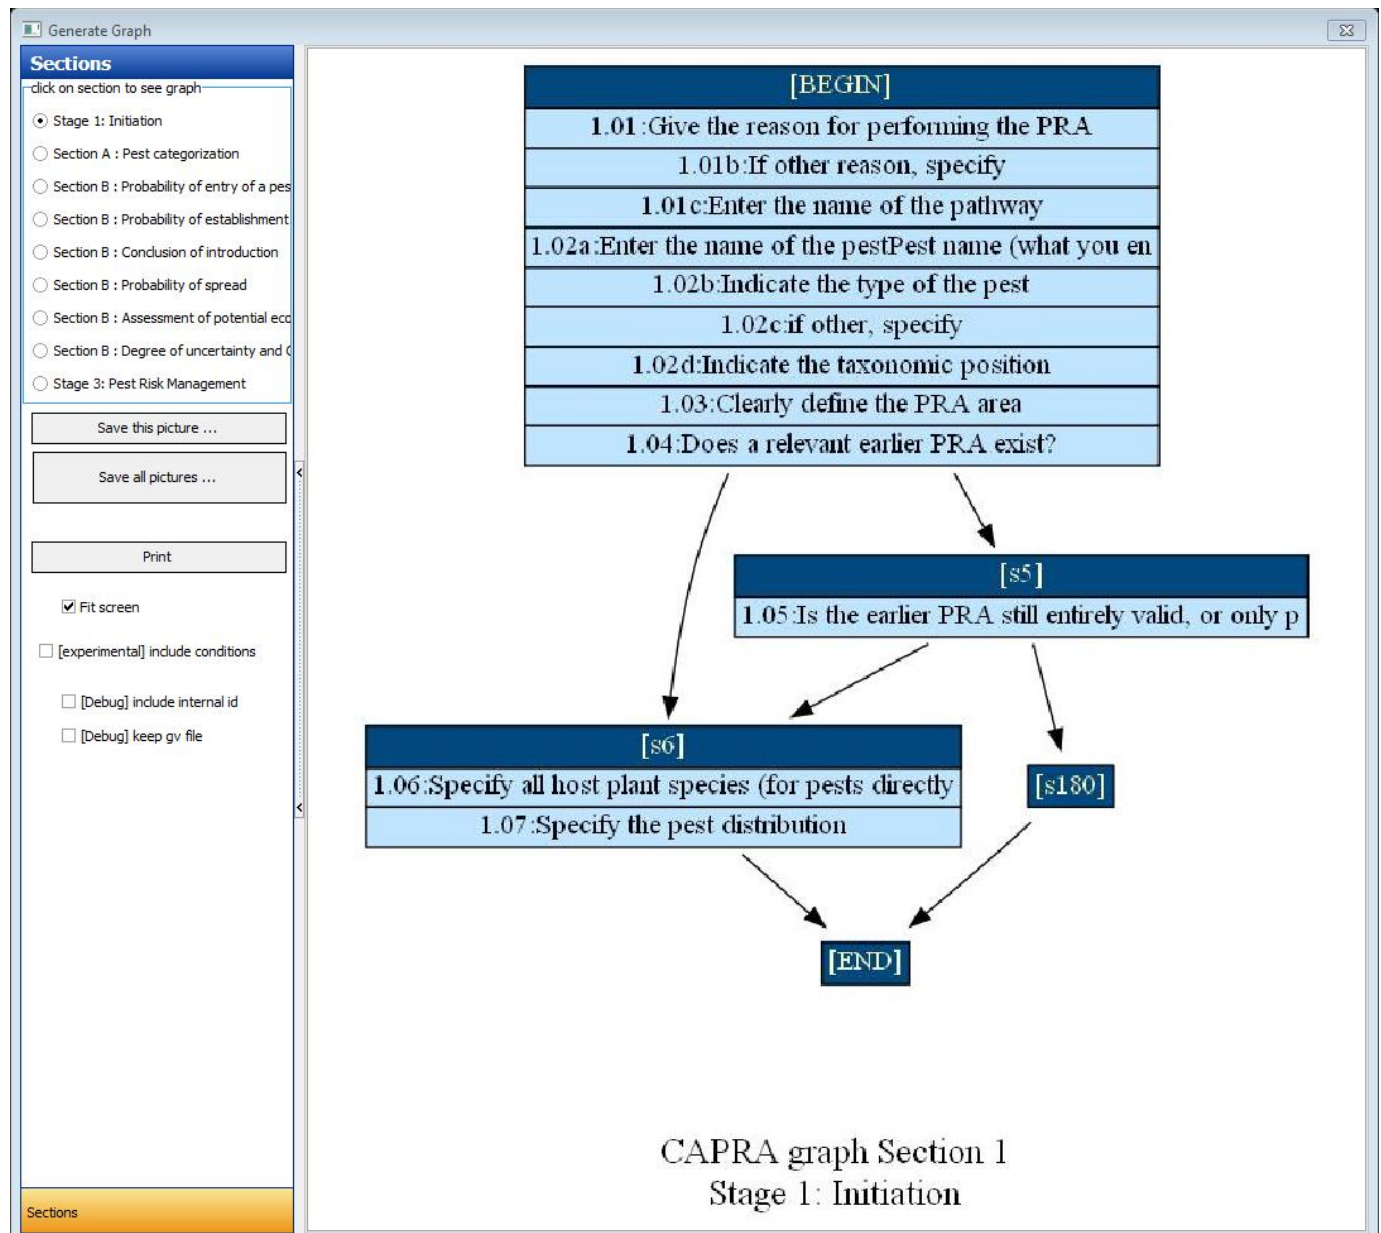 Generate Graph
Sections
click on section to see graph
Stage 1: Initiation
Section A : Pest categorization
Section B : Probability of entry of a pes
Section B : Probability of establishment
Section B : Conclusion of introduction
Section B : Probability of spread
Section B : Assessment of potential eco
Section B : Degree of uncertainty and C
Stage 3: Pest Risk Management
Save this picture ...
Save all pictures ...
Print
Fit screen
[experimental] include conditions
[Debug] include internal id
[Debug] keep gv file
Sections
[BEGIN]
1.01:Give the reason for performing the PRA
1.01b:If other reason, specify
1.01c:Enter the name of the pathway
1.02a:Enter the name of the pestPest name (what you en
1.02b:Indicate the type of the pest
1.02c:if other, specify
1.02d:Indicate the taxonomic position
1.03:Clearly define the PRA area
1.04:Does a relevant earlier PRA exist?
[s5]
1.05:Is the earlier PRA still entirely valid, or only p
[s6]
1.06:Specify all host plant species (for pests directly
1.07:Specify the pest distribution
[s180]
[END]
CAPRA graph Section 1
Stage 1: Initiation